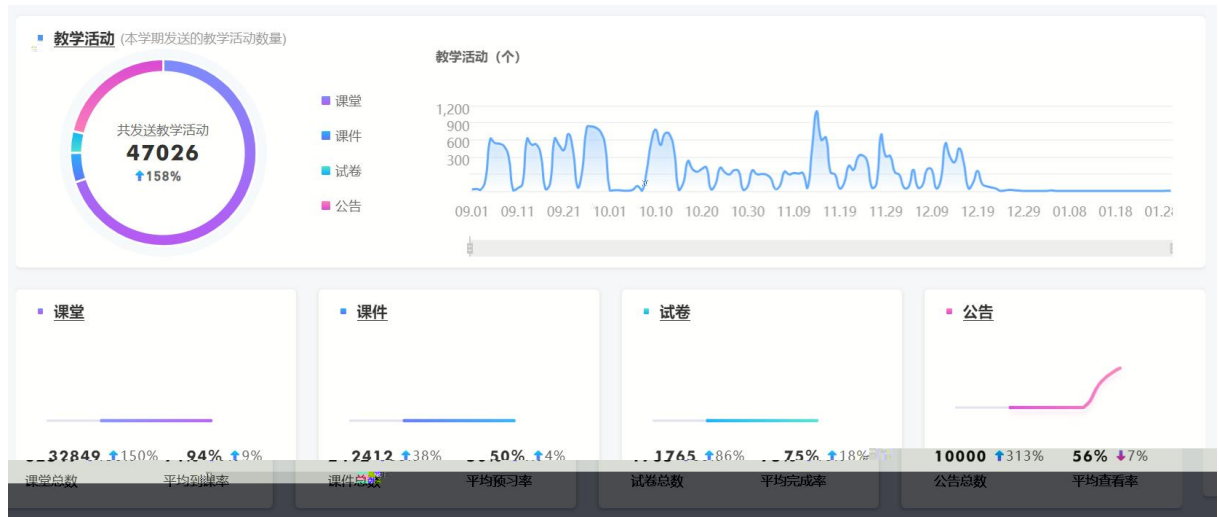 教学活动 (本学期发送的教学活动数量)
共发送教学活动
47026
158%
课堂
课件
试卷
公告
教学活动（个）
1,200
900
600
300
09.01 09.11 09.21 10.01 10.10 10.20 10.30 11.09 11.19 11.29 12.09 12.19 12.29 01.08 01.18
课堂
32849 150% 94% 9%
课堂总数 平均到课率
课件
2412 38% 50% 4%
课件总数 平均预习率
试卷
1765 86% 75% 18%
试卷总数 平均完成率
公告
10000 313% 56% 7%
公告总数 平均查看率